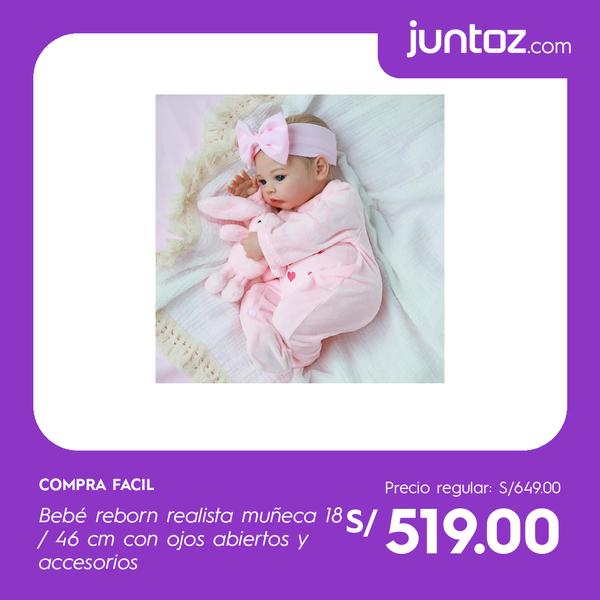 juntoz.com
COMPRA FACIL
Bebé reborn realista muñeca 18
/ 46 cm con ojos abiertos y
accesorios
Precio regular: S/649.00
S/ 519.00